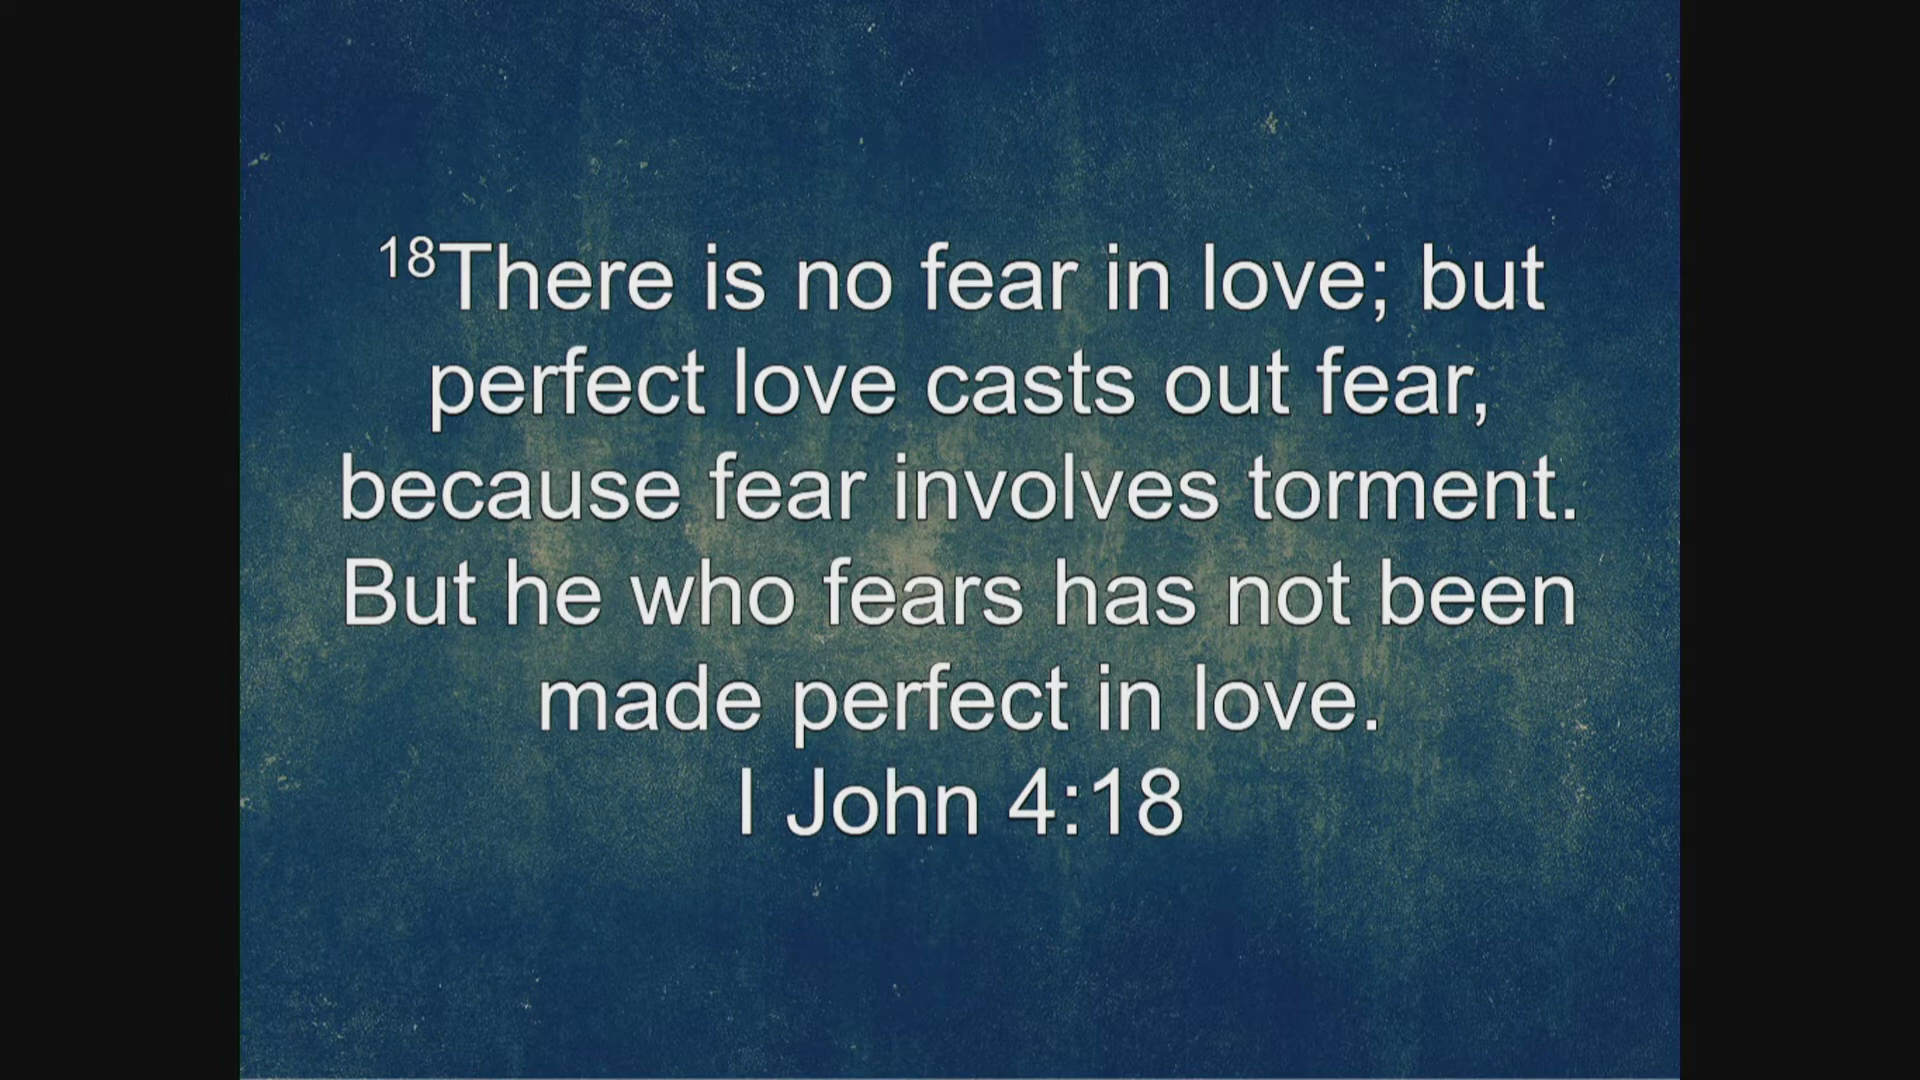 18There is no fear in love; but
perfect love casts out fear,
because fear involves torment.
But he who fears has not been
made perfect in love.
I John 4:18